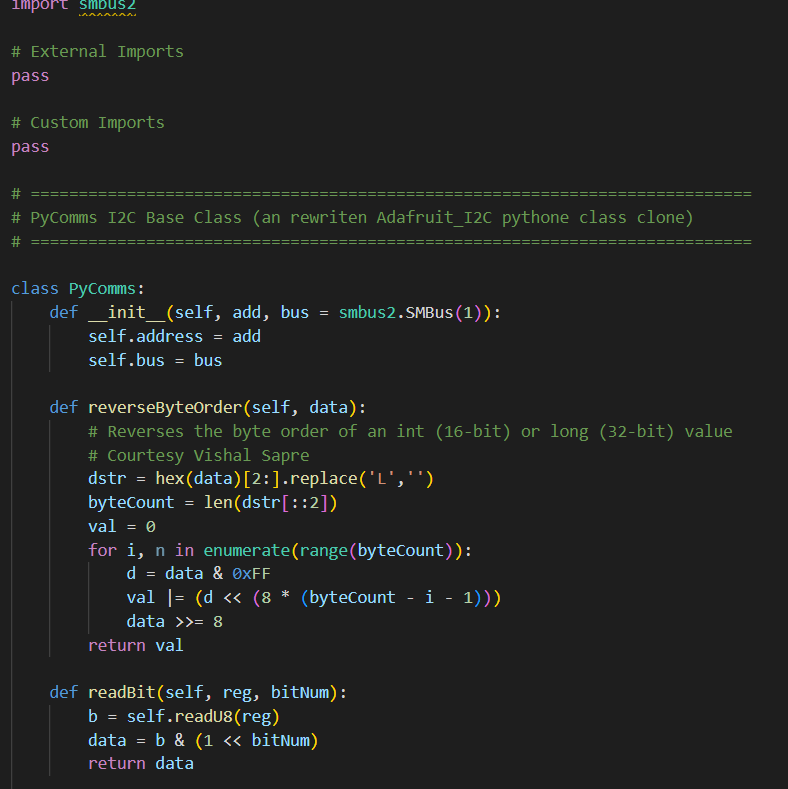 import smbus2
# External Imports
pass
# Custom Imports
pass
# ===========================================================================
# PyComms I2C Base Class (an rewriten Adafruit_I2C pythone class clone)
# ===========================================================================
class PyComms:
    def __init__(self, add, bus = smbus2.SMBus(1)):
        self.address = add
        self.bus = bus
    def reverseByteOrder(self, data):
        # Reverses the byte order of an int (16-bit) or long (32-bit) value
        # Courtesy Vishal Sapre
        dstr = hex(data)[2:].replace('L','')
        byteCount = len(dstr[::2])
        val = 0
        for i, n in enumerate(range(byteCount)):
            d = data & 0xFF
            val |= (d << (8 * (byteCount - i - 1)))
            data >>= 8
        return val
    def readBit(self, reg, bitNum):
        b = self.readU8(reg)
        data = b & (1 << bitNum)
        return data